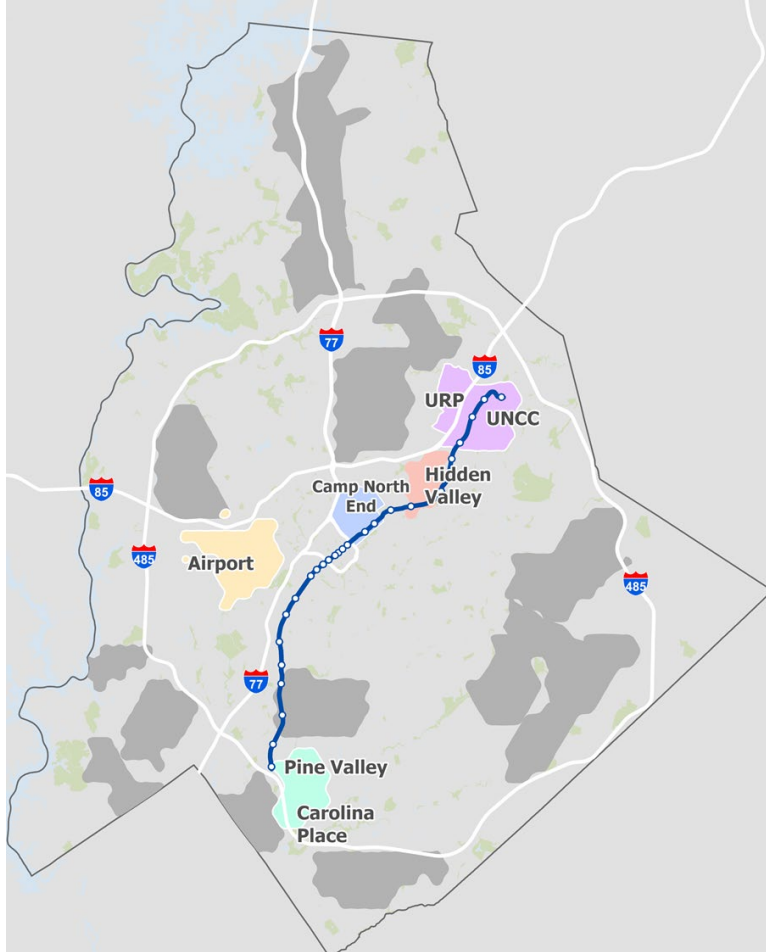 77
85
URP
UNCC
Hidden
Valley
Camp North
End
85
Airport
485
485
77
Pine Valley
Carolina
Place